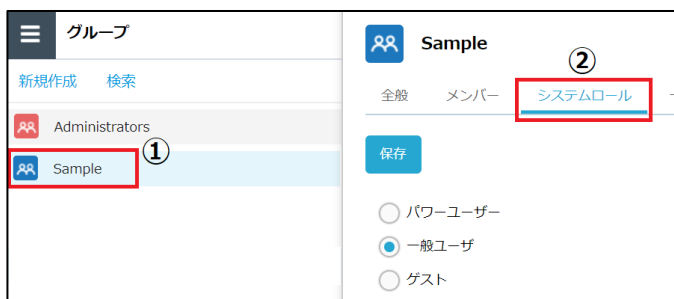 グループ
新規作成 検索
Administrators
①
Sample
Sample
②
全般 メンバー システムロール
保存
パワーユーザー
一般ユーザ
ゲスト